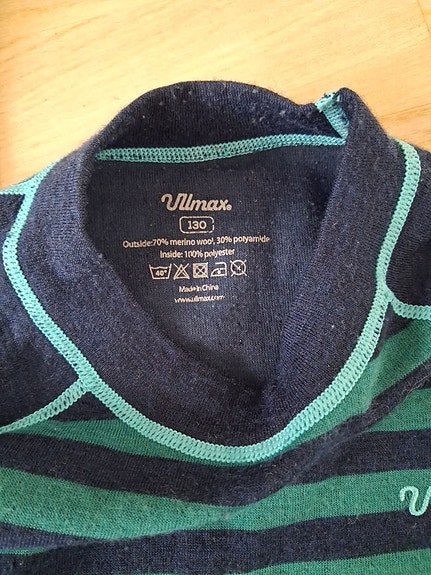 Ullmax®
130
Outside:70% merino wool, 30% polyamide
Inside: 100% polyester
40°
Made in China
www.ullmax.com